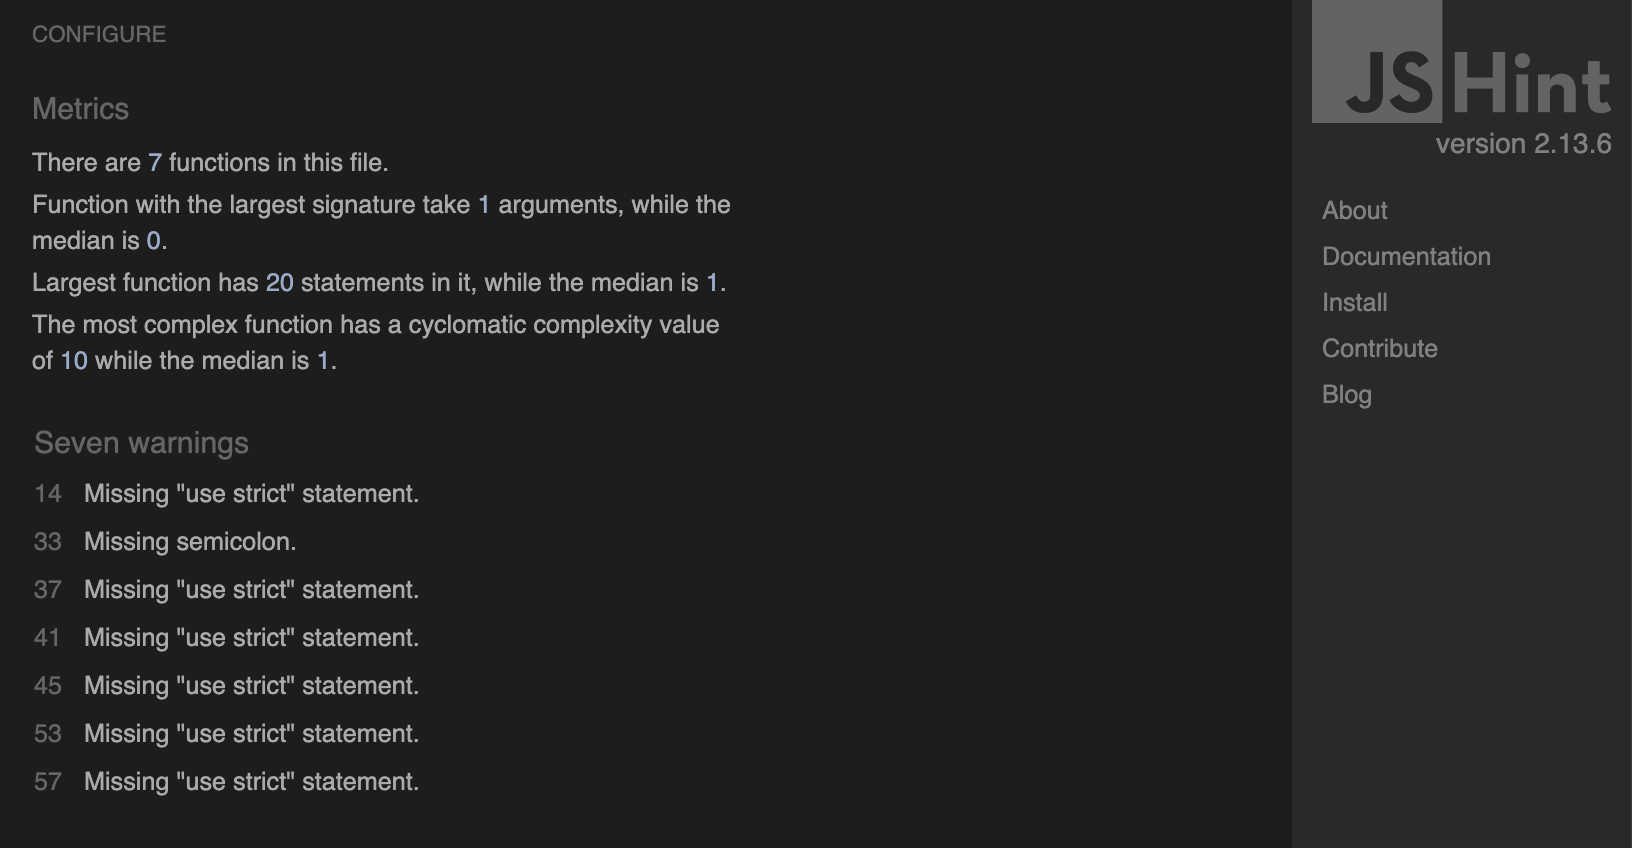 CONFIGURE
Metrics
There are 7 functions in this file.
Function with the largest signature take 1 arguments, while the
median is 0.
Largest function has 20 statements in it, while the median is 1.
The most complex function has a cyclomatic complexity value
of 10 while the median is 1.
Seven warnings
14 Missing "use strict" statement.
33 Missing semicolon.
37 Missing "use strict" statement.
41 Missing "use strict" statement.
45 Missing "use strict" statement.
53 Missing "use strict" statement.
57 Missing "use strict" statement.
JSHint
version 2.13.6
About
Documentation
Install
Contribute
Blog